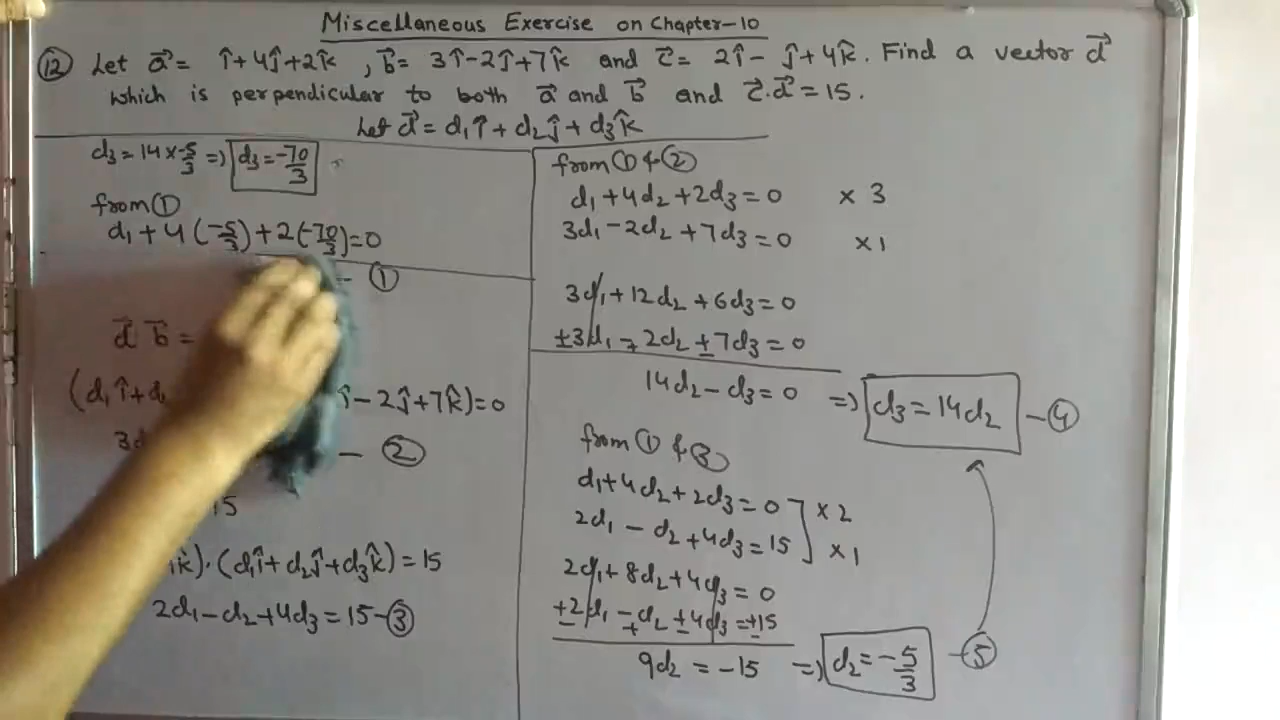 Miscellaneous Exercise on Chapter-10
(12) Let a⃗ = î+4ĵ+2k̂, b⃗ = 3î-2ĵ+7k̂ and c⃗ = 2î- ĵ+4k̂. Find a vector d⃗
which is perpendicular to both a⃗ and b⃗ and c⃗.d⃗ = 15.
Let d⃗ = d₁î+d₂ĵ+d₃k̂
d₃ = 14×-5/3 => d₃ = -70/3
from ①
d₁+4(-5/3)+2(-70/3)=0
- ①
d⃗ b⃗ =
(d₁î+d₂ î-2ĵ+7k̂)=0
3d - ②
15
k̂).(d₁î+d₂ĵ+d₃k̂)=15
2d₁-d₂+4d₃=15-③
from ① & ②
d₁+4d₂+2d₃=0 ×3
3d₁-2d₂+7d₃=0 ×1
3d₁+12d₂+6d₃=0
±3d₁ ∓ 2d₂ ± 7d₃=0
14d₂-d₃=0 => d₃=14d₂ -④
from ① & ③
d₁+4d₂+2d₃=0 ×2
2d₁-d₂+4d₃=15 ×1
2d₁+8d₂+4d₃=0
±2d₁ ∓ d₂ ± 4d₃=±15
9d₂=-15 => d₂=-5/3 -⑤